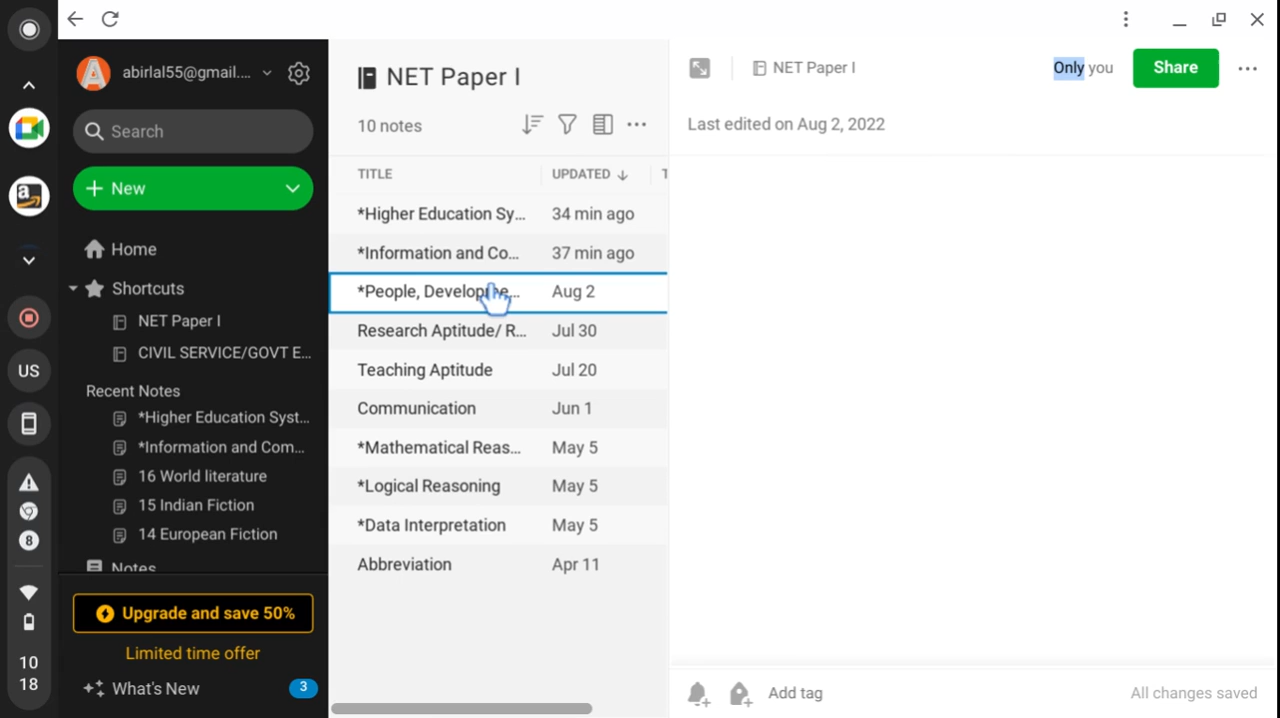 abirlal55@gmail....
Search
New
Home
Shortcuts
NET Paper I
CIVIL SERVICE/GOVT E...
Recent Notes
*Higher Education Syst...
*Information and Com...
16 World literature
15 Indian Fiction
14 European Fiction
Notes
Upgrade and save 50%
Limited time offer
What's New
3
US
8
10
18
NET Paper I
10 notes
TITLE UPDATED
*Higher Education Sy... 34 min ago
*Information and Co... 37 min ago
*People, Developme... Aug 2
Research Aptitude/ R... Jul 30
Teaching Aptitude Jul 20
Communication Jun 1
*Mathematical Reas... May 5
*Logical Reasoning May 5
*Data Interpretation May 5
Abbreviation Apr 11
NET Paper I
Only you
Share
Last edited on Aug 2, 2022
Add tag
All changes saved